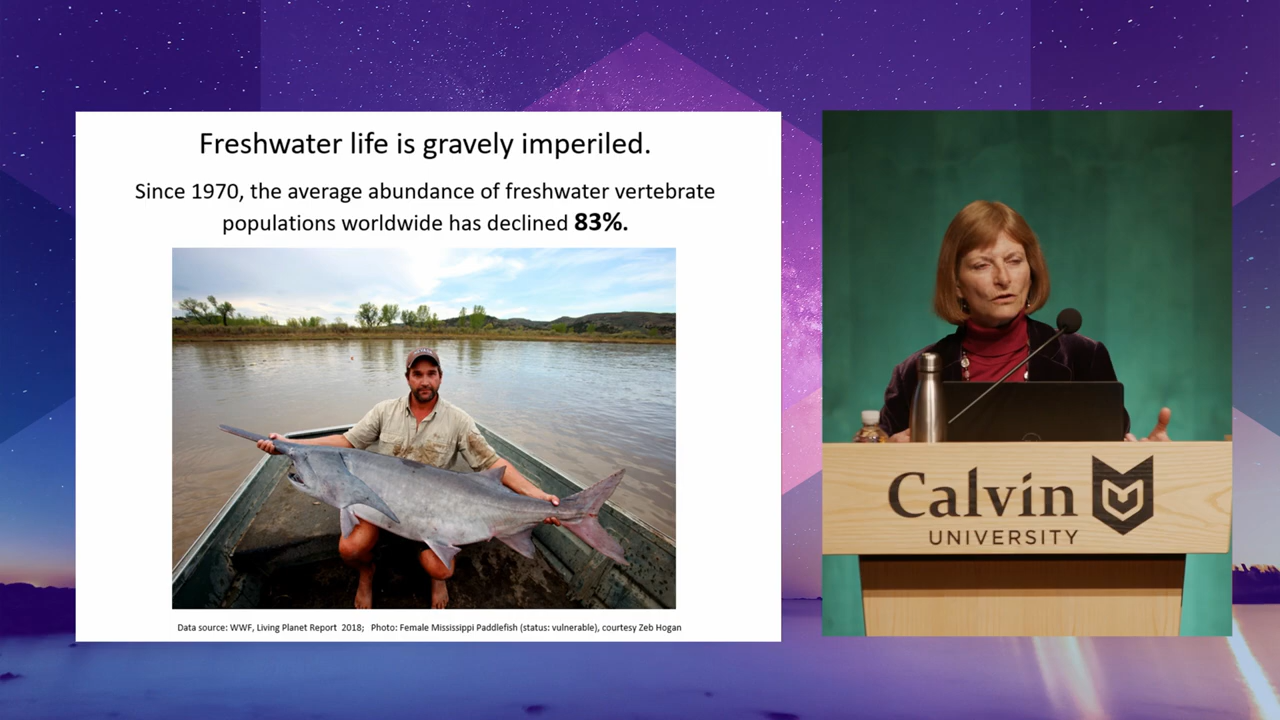 Freshwater life is gravely imperiled.
Since 1970, the average abundance of freshwater vertebrate
populations worldwide has declined 83%.
Data source: WWF, Living Planet Report 2018; Photo: Female Mississippi Paddlefish (status: vulnerable), courtesy Zeb Hogan
Calvin
UNIVERSITY